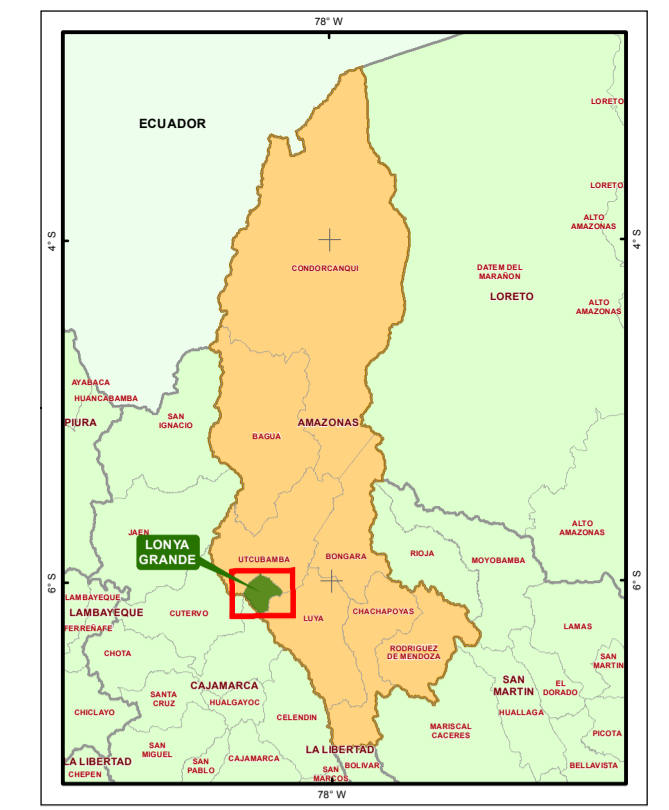 78° W
ECUADOR
LORETO
LORETO
ALTO
AMAZONAS
4° S
4° S
CONDORCANQUI
DATEM DEL
MARAÑON
LORETO
ALTO
AMAZONAS
AYABACA
HUANCABAMBA
PIURA
SAN
IGNACIO
AMAZONAS
BAGUA
JAEN
LONYA
GRANDE
UTCUBAMBA
BONGARA
RIOJA
MOYOBAMBA
ALTO
AMAZONAS
6° S
6° S
LAMBAYEQUE
LAMBAYEQUE
FERREÑAFE
CUTERVO
LUYA
CHACHAPOYAS
LAMAS
CHOTA
RODRIGUEZ
DE MENDOZA
SAN
MARTIN
CAJAMARCA
SANTA
CRUZ
HUALGAYOC
SAN
MARTIN
EL
DORADO
CHICLAYO
CELENDIN
HUALLAGA
MARISCAL
CACERES
PICOTA
SAN
MIGUEL
LA LIBERTAD
LA LIBERTAD
CHEPEN
SAN
PABLO
CAJAMARCA
SAN
MARCOS
BOLIVAR
BELLAVISTA
78° W